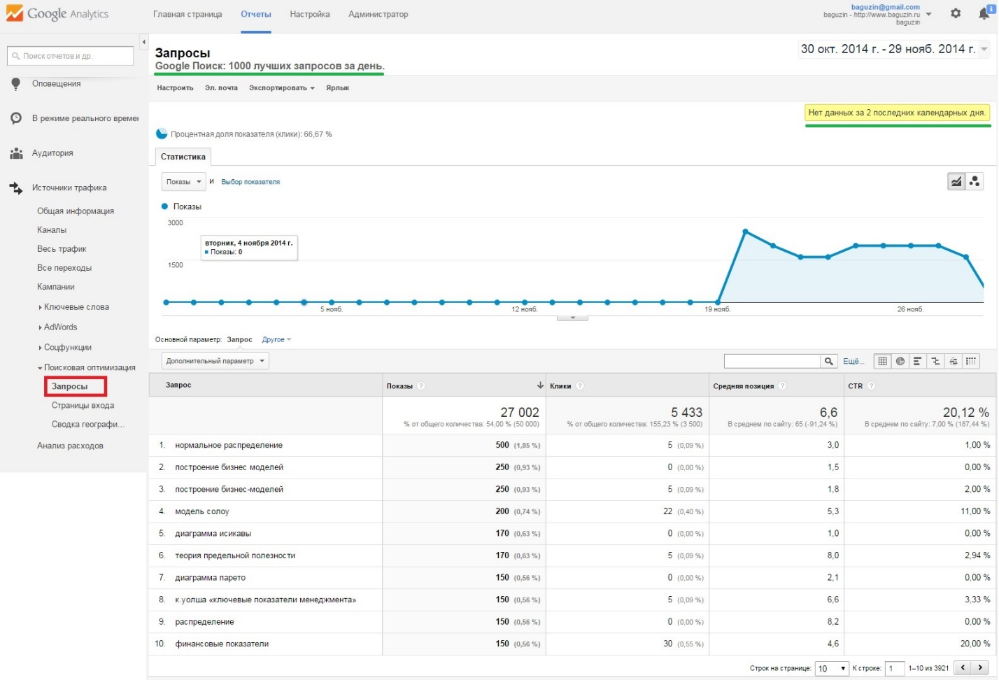 Google Analytics
Главная страница Отчеты Настройка Администратор
baguzin@gmail.com
baguzin - http://www.baguzin.ru
baguzin
Поиск отчетов и др.
Оповещения
В режиме реального времен
Аудитория
Источники трафика
Общая информация
Каналы
Весь трафик
Все переходы
Кампании
Ключевые слова
AdWords
Соцфункции
Поисковая оптимизация
Запросы
Страницы входа
Сводка географи...
Анализ расходов
Запросы
Google Поиск: 1000 лучших запросов за день.
30 окт. 2014 г. - 29 нояб. 2014 г.
Настроить Эл. почта Экспортировать Ярлык
Нет данных за 2 последних календарных дня.
Процентная доля показателя (клики): 66,67 %
Статистика
Показы и Выбор показателя
Показы
3000
вторник, 4 ноября 2014 г.
Показы: 0
1500
5 нояб. 12 нояб. 19 нояб. 26 нояб.
Основной параметр: Запрос Другое
Дополнительный параметр Ещё...
Запрос Показы ? Клики ? Средняя позиция ? CTR ?
27 002 5 433 6,6 20,12 %
% от общего количества: 54,00 % (50 000) % от общего количества: 155,23 % (3 500) В среднем по сайту: 65 (-91,24 %) В среднем по сайту: 7,00 % (187,44 %)
1. нормальное распределение 500 (1,85 %) 5 (0,09 %) 3,0 1,00 %
2. построение бизнес моделей 250 (0,93 %) 0 (0,00 %) 1,5 0,00 %
3. построение бизнес-моделей 250 (0,93 %) 5 (0,09 %) 1,8 2,00 %
4. модель солоу 200 (0,74 %) 22 (0,40 %) 5,3 11,00 %
5. диаграмма исикавы 170 (0,63 %) 0 (0,00 %) 1,0 0,00 %
6. теория предельной полезности 170 (0,63 %) 5 (0,09 %) 8,0 2,94 %
7. диаграмма парето 150 (0,56 %) 0 (0,00 %) 2,1 0,00 %
8. к.уолша «ключевые показатели менеджмента» 150 (0,56 %) 5 (0,09 %) 6,6 3,33 %
9. распределение 150 (0,56 %) 0 (0,00 %) 8,2 0,00 %
10. финансовые показатели 150 (0,56 %) 30 (0,55 %) 4,6 20,00 %
Строк на странице: 10 К строке: 1 1–10 из 3921